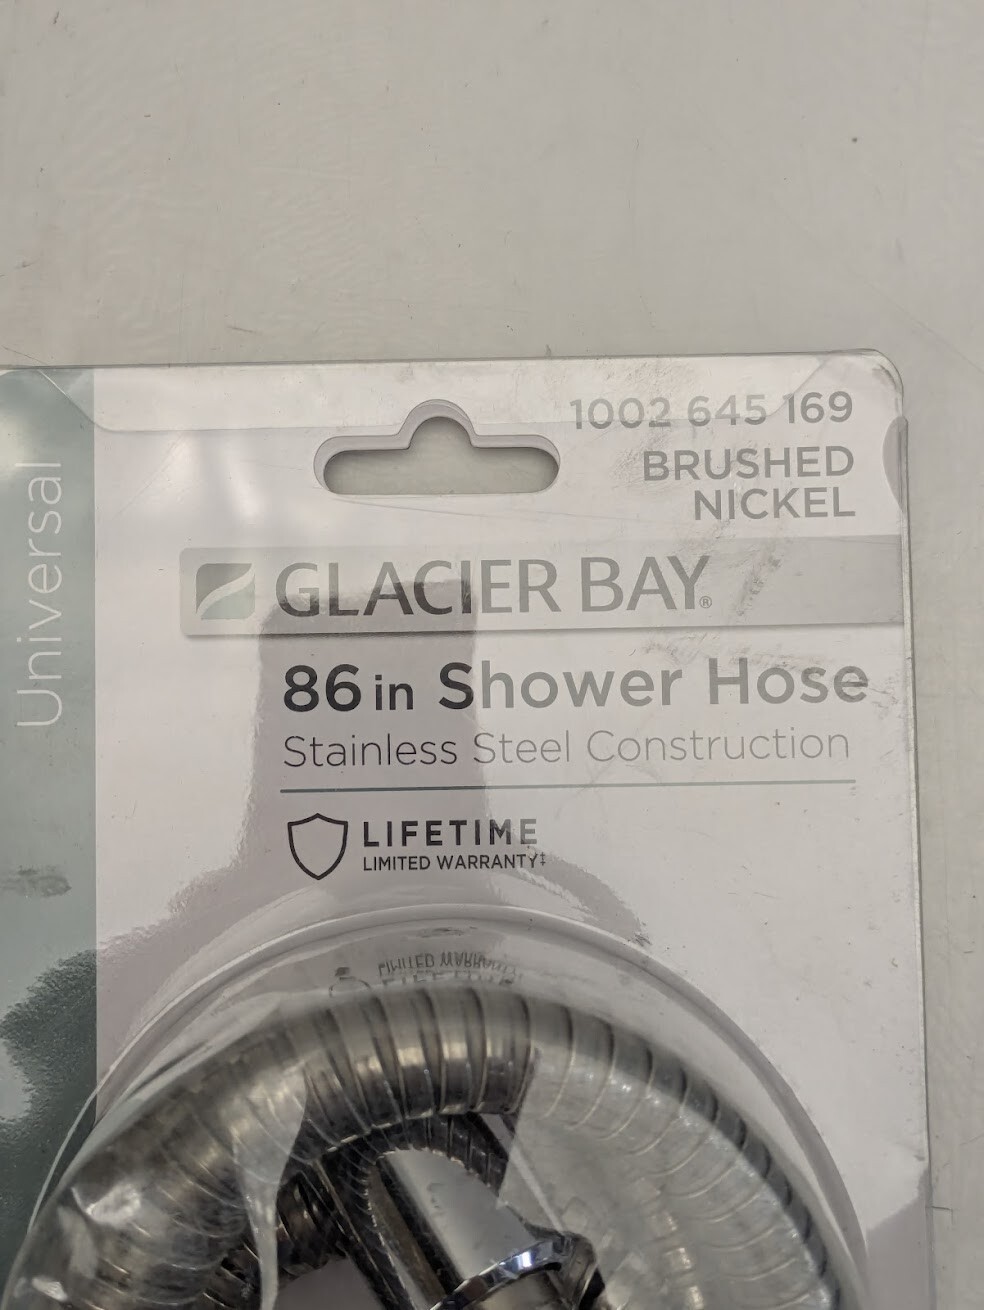 1002 645 169
BRUSHED
NICKEL
GLACIER BAY®
86 in Shower Hose
Stainless Steel Construction
LIFETIME
LIMITED WARRANTY‡
Universal